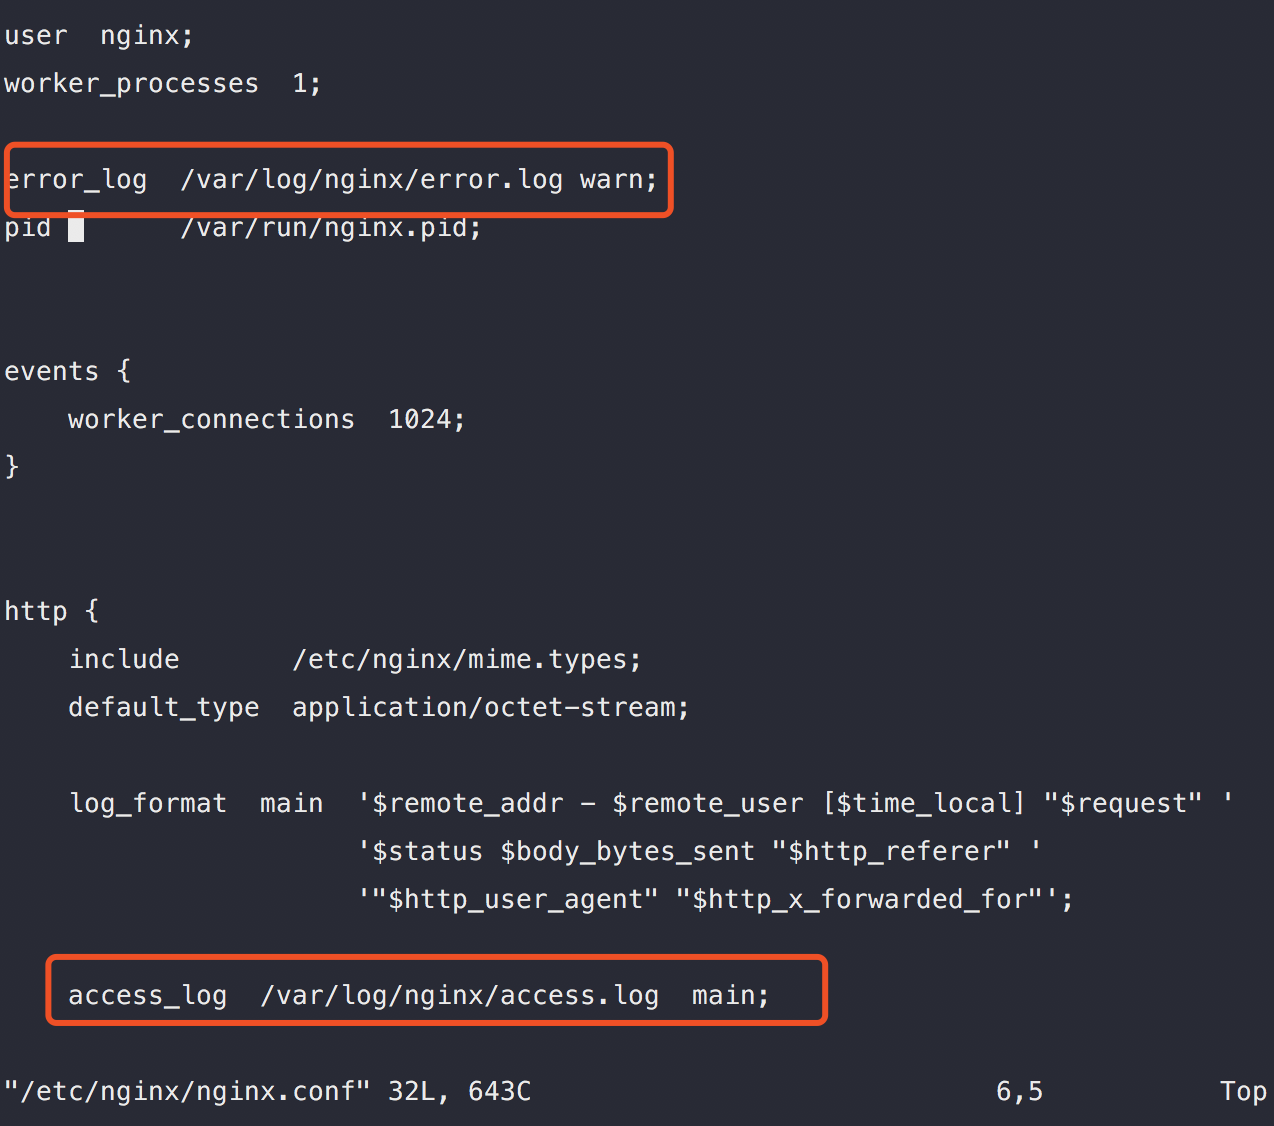 user  nginx;
worker_processes  1;
error_log  /var/log/nginx/error.log warn;
pid        /var/run/nginx.pid;
events {
    worker_connections  1024;
}
http {
    include       /etc/nginx/mime.types;
    default_type  application/octet-stream;
    log_format  main  '$remote_addr - $remote_user [$time_local] "$request" '
                      '$status $body_bytes_sent "$http_referer" '
                      '"$http_user_agent" "$http_x_forwarded_for"';
    access_log  /var/log/nginx/access.log  main;
"/etc/nginx/nginx.conf" 32L, 643C                             6,5           Top